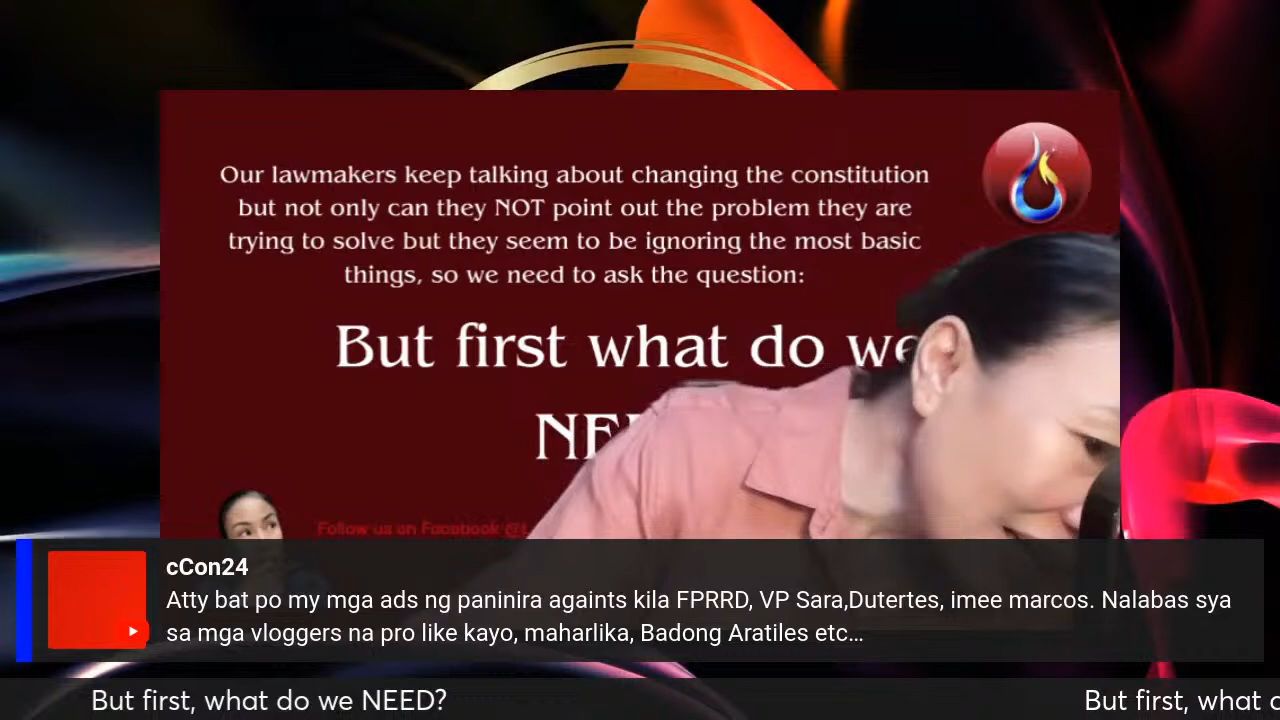 Our lawmakers keep talking about changing the constitution
but not only can they NOT point out the problem they are
trying to solve but they seem to be ignoring the most basic
things, so we need to ask the question:
But first what do we
Follow us on Facebook
cCon24
Atty bat po my mga ads ng paninira againts kila FPRRD, VP Sara,Dutertes, imee marcos. Nalabas sya
sa mga vloggers na pro like kayo, maharlika, Badong Aratiles etc...
But first, what do we NEED?
But first, what